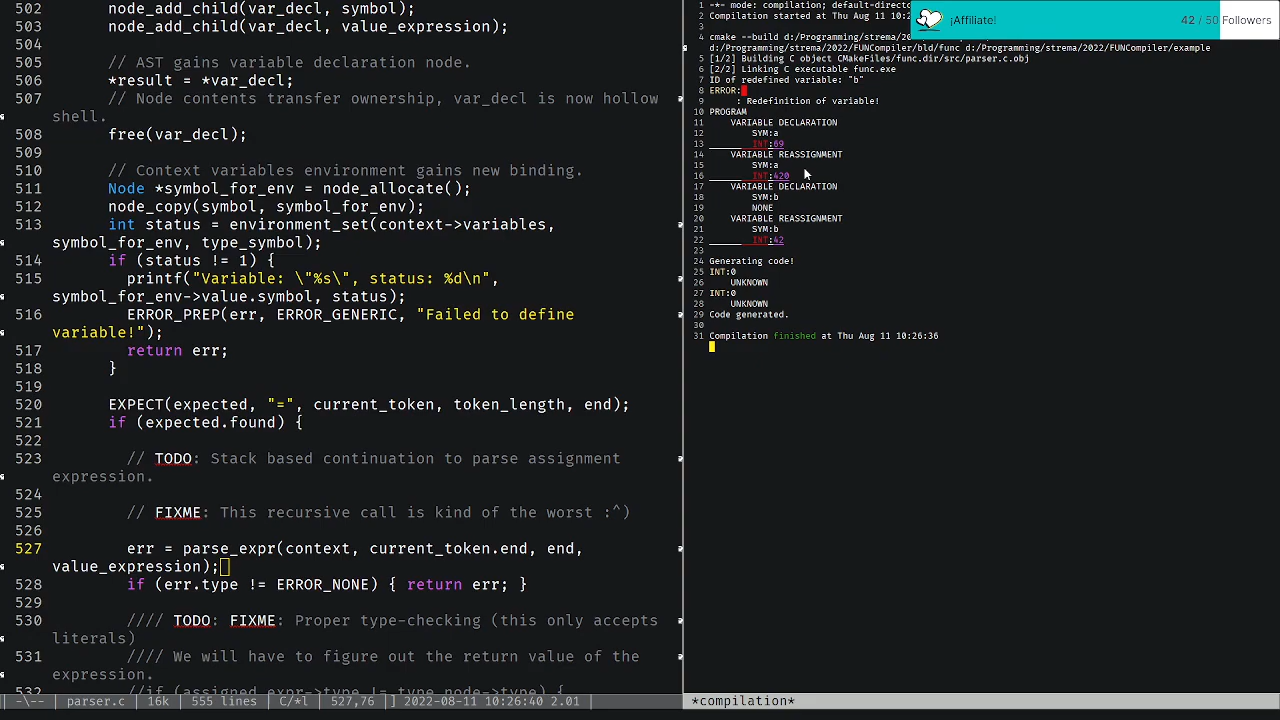 502 node_add_child(var_decl, symbol);
503 node_add_child(var_decl, value_expression);
504
505 // AST gains variable declaration node.
506 *result = *var_decl;
507 // Node contents transfer ownership, var_decl is now hollow
shell.
508 free(var_decl);
509
510 // Context variables environment gains new binding.
511 Node *symbol_for_env = node_allocate();
512 node_copy(symbol, symbol_for_env);
513 int status = environment_set(context->variables,
symbol_for_env, type_symbol);
514 if (status != 1) {
515 printf("Variable: \"%s\", status: %d\n",
symbol_for_env->value.symbol, status);
516 ERROR_PREP(err, ERROR_GENERIC, "Failed to define
variable!");
517 return err;
518 }
519
520 EXPECT(expected, "=", current_token, token_length, end);
521 if (expected.found) {
522
523 // TODO: Stack based continuation to parse assignment
expression.
524
525 // FIXME: This recursive call is kind of the worst :^)
526
527 err = parse_expr(context, current_token.end, end,
value_expression);
528 if (err.type != ERROR_NONE) { return err; }
529
530 //// TODO: FIXME: Proper type-checking (this only accepts
literals)
531 //// We will have to figure out the return value of the
expression.
532 //if (assigned_expr->type != type_node->type) {
-\-- parser.c 16k 555 lines C/*l 527,76 ] 2022-08-11 10:26:40 2.01
1 -*- mode: compilation; default-direc
2 Compilation started at Thu Aug 11 10:2
3
4 cmake --build d:/Programming/strema/20
d:/Programming/strema/2022/FUNCompiler/bld/func d:/Programming/strema/2022/FUNCompiler/example
5 [1/2] Building C object CMakeFiles/func.dir/src/parser.c.obj
6 [2/2] Linking C executable func.exe
7 ID of redefined variable: "b"
8 ERROR:
9 : Redefinition of variable!
10 PROGRAM
11 VARIABLE DECLARATION
12 SYM:a
13 INT:69
14 VARIABLE REASSIGNMENT
15 SYM:a
16 INT:420
17 VARIABLE DECLARATION
18 SYM:b
19 NONE
20 VARIABLE REASSIGNMENT
21 SYM:b
22 INT:42
23
24 Generating code!
25 INT:0
26 UNKNOWN
27 INT:0
28 UNKNOWN
29 Code generated.
30
31 Compilation finished at Thu Aug 11 10:26:36
*compilation*
¡Affiliate! 42 / 50 Followers